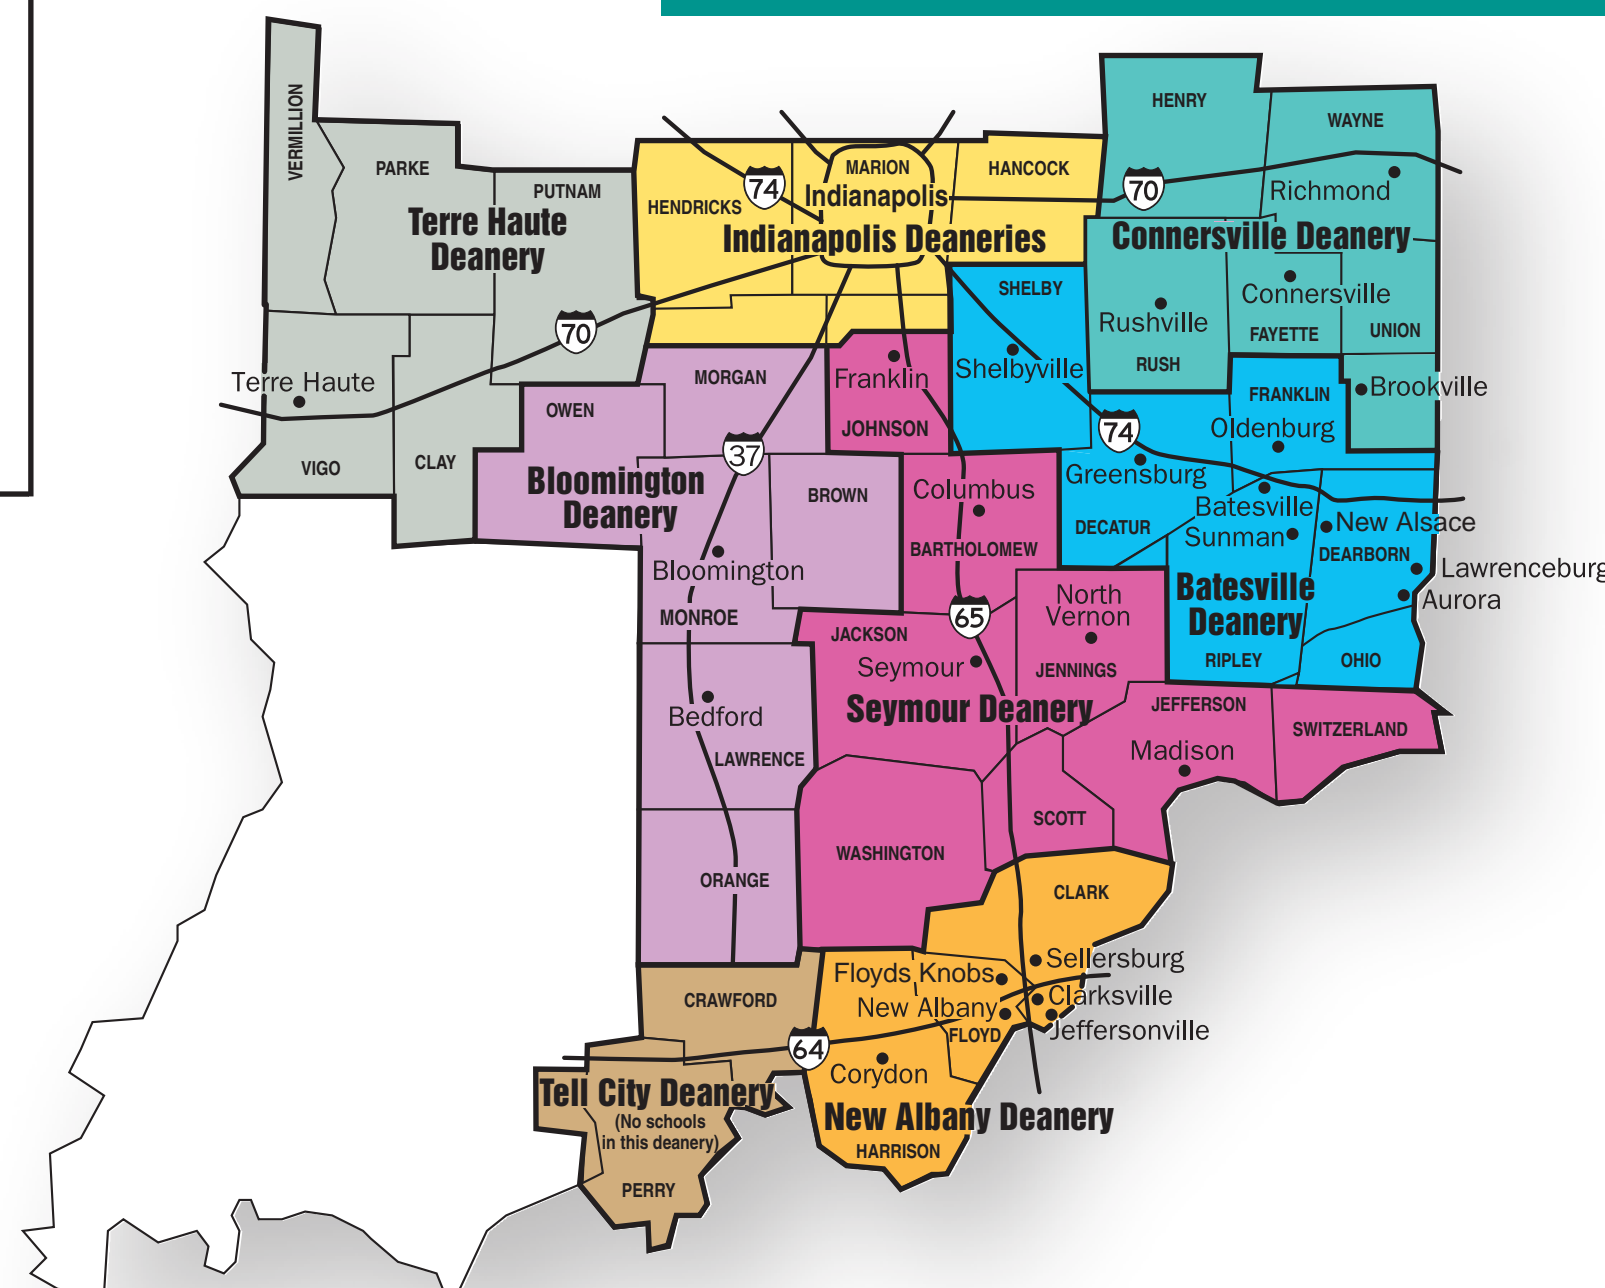 VERMILLION
PARKE
PUTNAM
Terre Haute
Deanery
70
Terre Haute
VIGO
CLAY
HENDRICKS
74
MARION
Indianapolis
HANCOCK
Indianapolis Deaneries
HENRY
WAYNE
70
Richmond
Connersville Deanery
Connersville
Rushville
FAYETTE
UNION
RUSH
Brookville
SHELBY
Shelbyville
74
FRANKLIN
Oldenburg
Greensburg
Batesville
Sunman
New Alsace
DECATUR
DEARBORN
Lawrenceburg
Aurora
Batesville
Deanery
RIPLEY
OHIO
MORGAN
OWEN
37
Bloomington
Deanery
BROWN
Bloomington
MONROE
Bedford
LAWRENCE
ORANGE
Franklin
JOHNSON
Columbus
BARTHOLOMEW
65
North
Vernon
JACKSON
Seymour
JENNINGS
Seymour Deanery
JEFFERSON
SWITZERLAND
Madison
SCOTT
WASHINGTON
CLARK
Sellersburg
Floyds Knobs
Clarksville
New Albany
Jeffersonville
FLOYD
64
Corydon
New Albany Deanery
HARRISON
CRAWFORD
Tell City Deanery
(No schools
in this deanery)
PERRY